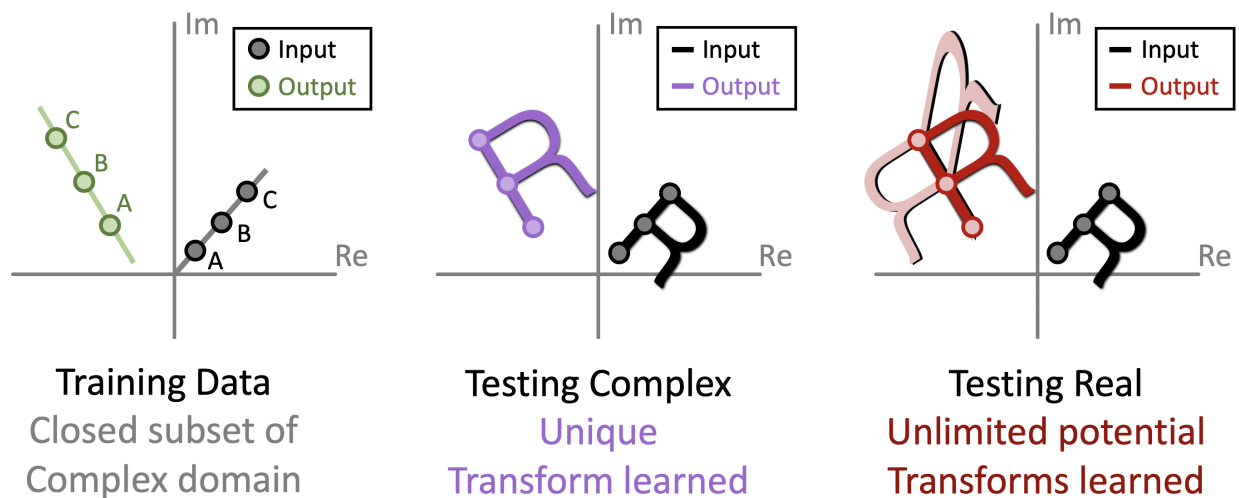 Im
Input
Output
C
B
A
C
B
A
Re
Training Data
Closed subset of
Complex domain
Im
Input
Output
Re
Testing Complex
Unique
Transform learned
Im
Input
Output
Re
Testing Real
Unlimited potential
Transforms learned